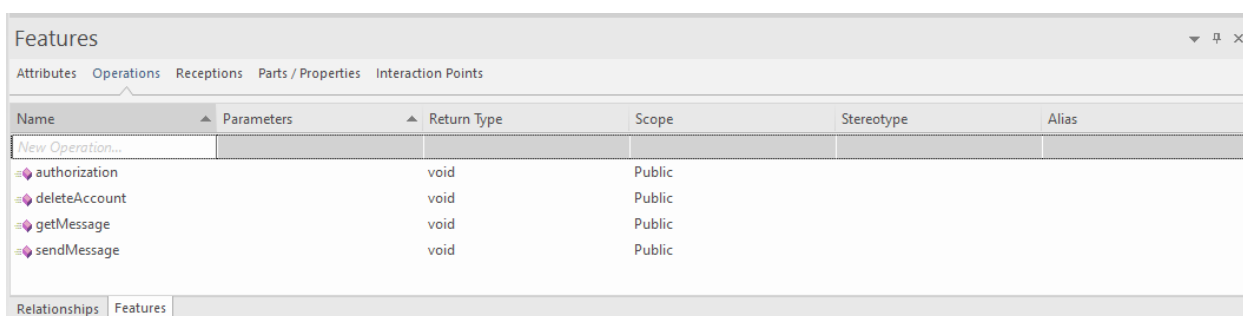 Features
Attributes Operations Receptions Parts / Properties Interaction Points
Name Parameters Return Type Scope Stereotype Alias
New Operation...
authorization void Public
deleteAccount void Public
getMessage void Public
sendMessage void Public
Relationships Features